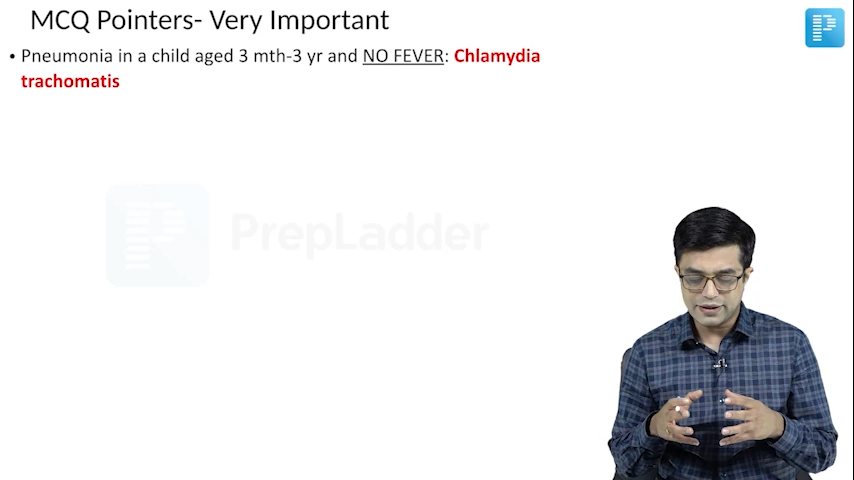 MCQ Pointers- Very Important
• Pneumonia in a child aged 3 mth-3 yr and NO FEVER: Chlamydia
trachomatis
PrepLadder